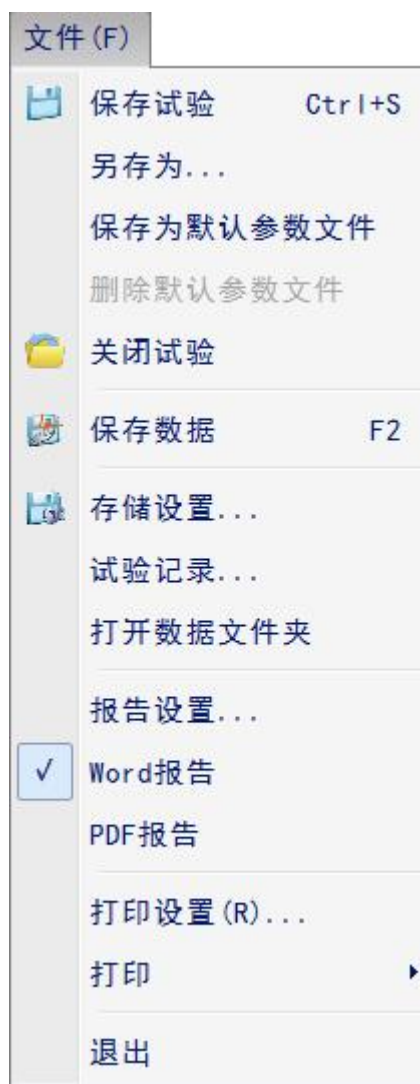 文件(F)
保存试验 Ctrl+S
另存为...
保存为默认参数文件
删除默认参数文件
关闭试验
保存数据 F2
存储设置...
试验记录...
打开数据文件夹
报告设置...
Word报告
PDF报告
打印设置(R)...
打印
退出